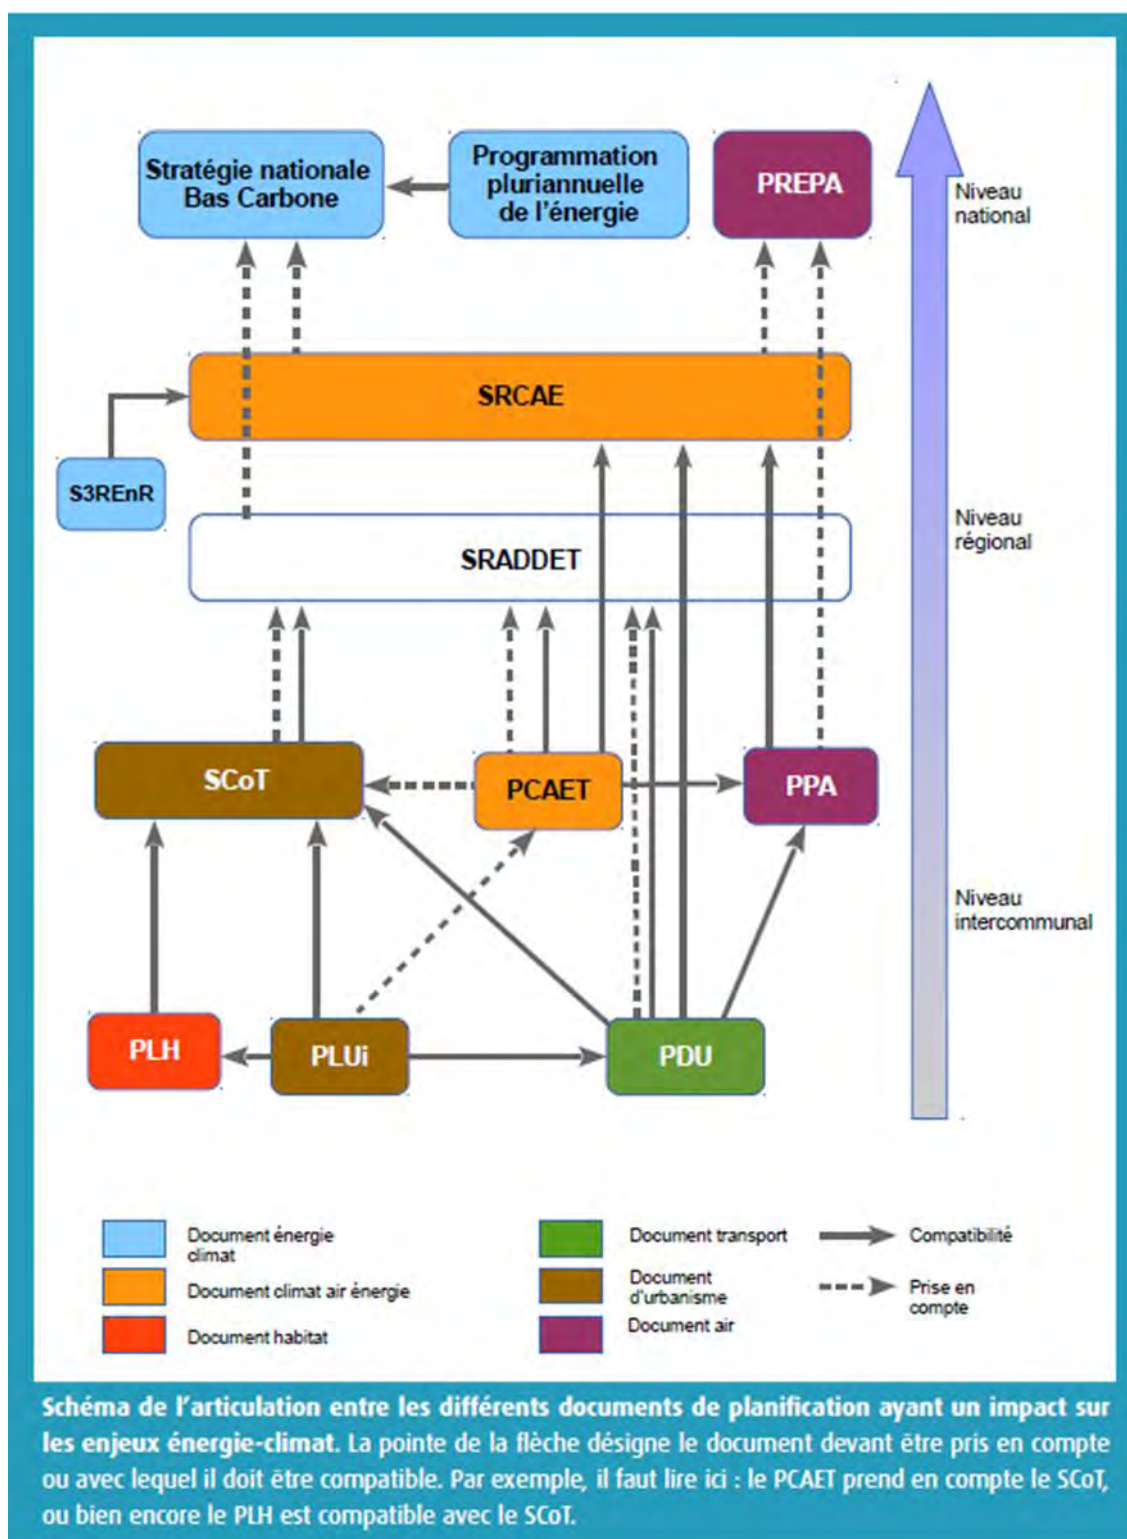 Stratégie nationale
Bas Carbone
Programmation
pluriannuelle
de l'énergie
PREPA
Niveau
national
SRCAE
S3REnR
Niveau
régional
SRADDET
SCoT
PCAET
PPA
Niveau
intercommunal
PLH
PLUi
PDU
Document énergie
climat
Document climat air énergie
Document habitat
Document transport
Document
d'urbanisme
Document air
Compatibilité
Prise en
compte
Schéma de l'articulation entre les différents documents de planification ayant un impact sur
les enjeux énergie-climat. La pointe de la flèche désigne le document devant être pris en compte
ou avec lequel il doit être compatible. Par exemple, il faut lire ici : le PCAET prend en compte le SCoT,
ou bien encore le PLH est compatible avec le SCoT.